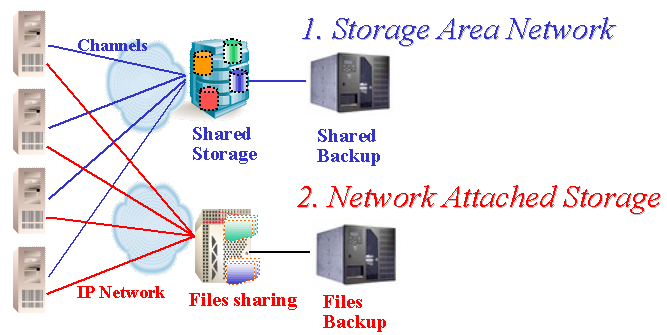 1. Storage Area Network
Channels
Shared
Storage
Shared
Backup
2. Network Attached Storage
IP Network
Files sharing
Files
Backup